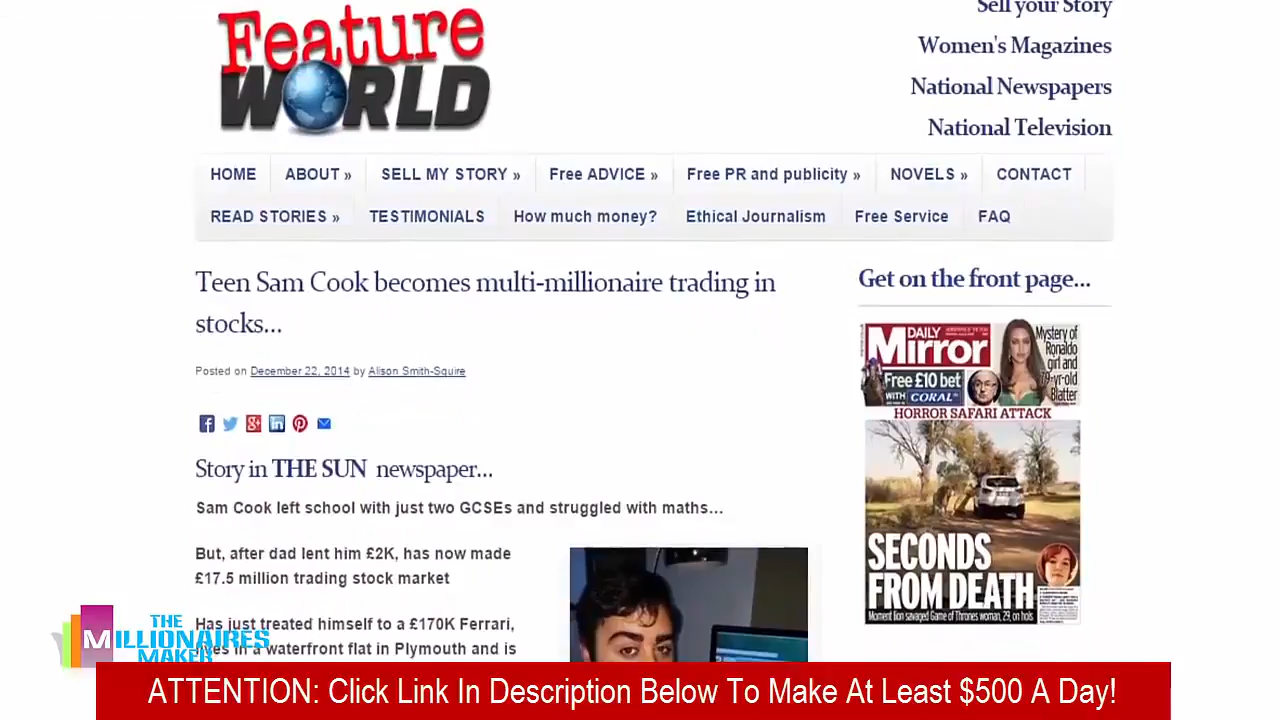 Feature
WORLD
Sell your Story
Women's Magazines
National Newspapers
National Television
HOME ABOUT » SELL MY STORY » Free ADVICE » Free PR and publicity » NOVELS » CONTACT
READ STORIES » TESTIMONIALS How much money? Ethical Journalism Free Service FAQ
Teen Sam Cook becomes multi-millionaire trading in
stocks...
Posted on December 22, 2014 by Alison Smith-Squire
Story in THE SUN newspaper...
Sam Cook left school with just two GCSEs and struggled with maths...
But, after dad lent him £2K, has now made
£17.5 million trading stock market
Has just treated himself to a £170K Ferrari,
lives in a waterfront flat in Plymouth and is
Get on the front page...
DAILY
Mirror
Free £10 bet
WITH CORAL
Mystery of
Ronaldo
girl and
79-yr-old
Blatter
HORROR SAFARI ATTACK
SECONDS
FROM DEATH
Moment lion savaged Game of Thrones woman, 29, on hols
THE
MILLIONAIRES
MAKER
ATTENTION: Click Link In Description Below To Make At Least $500 A Day!